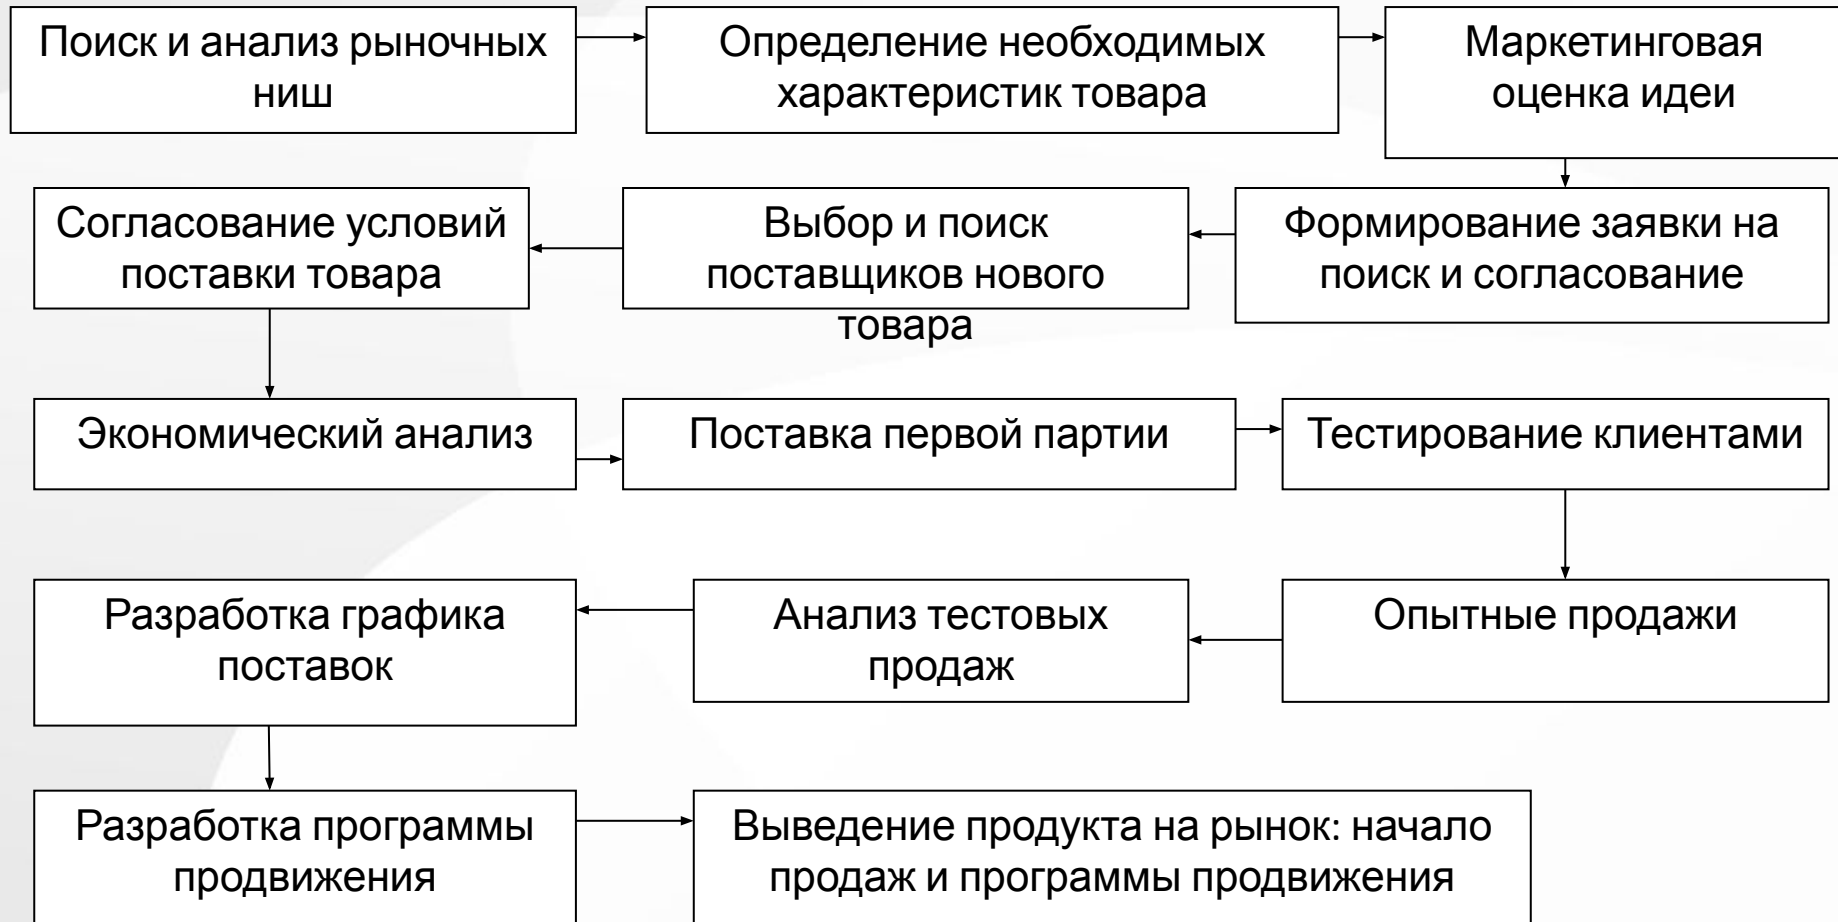 Поиск и анализ рыночных
ниш
Определение необходимых
характеристик товара
Маркетинговая
оценка идеи
Согласование условий
поставки товара
Выбор и поиск
поставщиков нового
товара
Формирование заявки на
поиск и согласование
Экономический анализ
Поставка первой партии
Тестирование клиентами
Разработка графика
поставок
Анализ тестовых
продаж
Опытные продажи
Разработка программы
продвижения
Выведение продукта на рынок: начало
продаж и программы продвижения